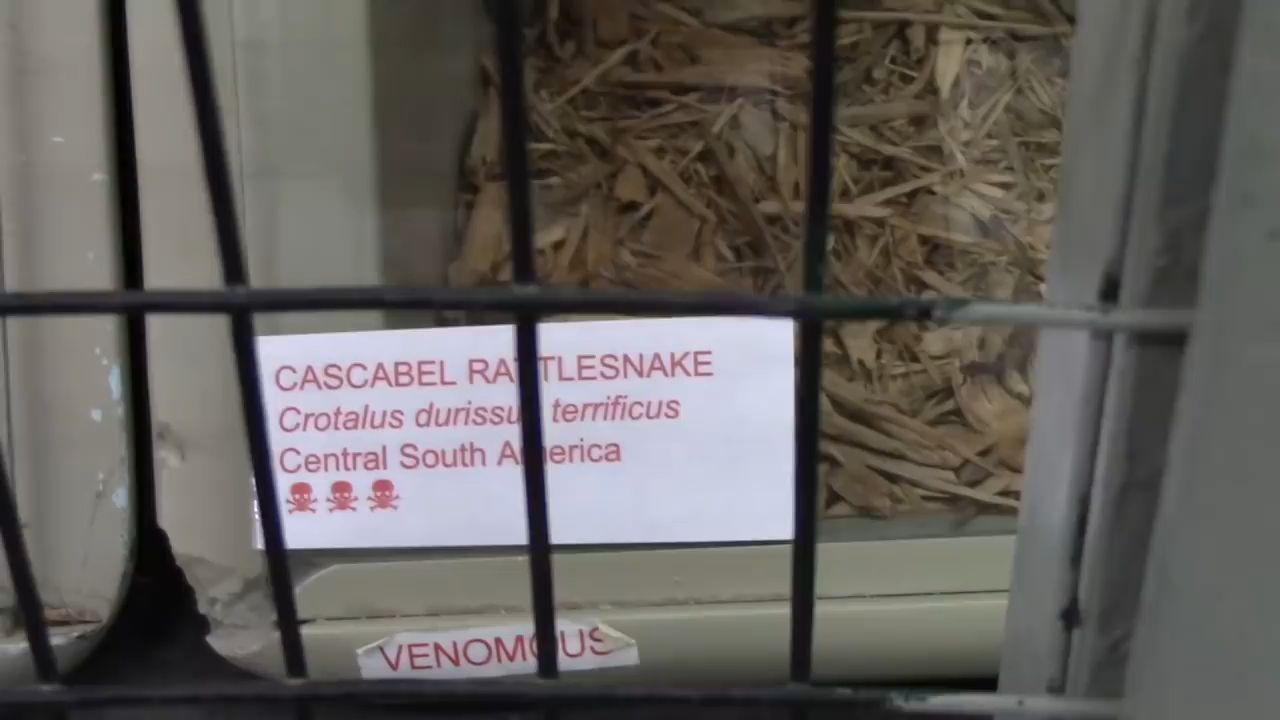 CASCABEL RATTLESNAKE
Crotalus durissus terrificus
Central South America
VENOMOUS